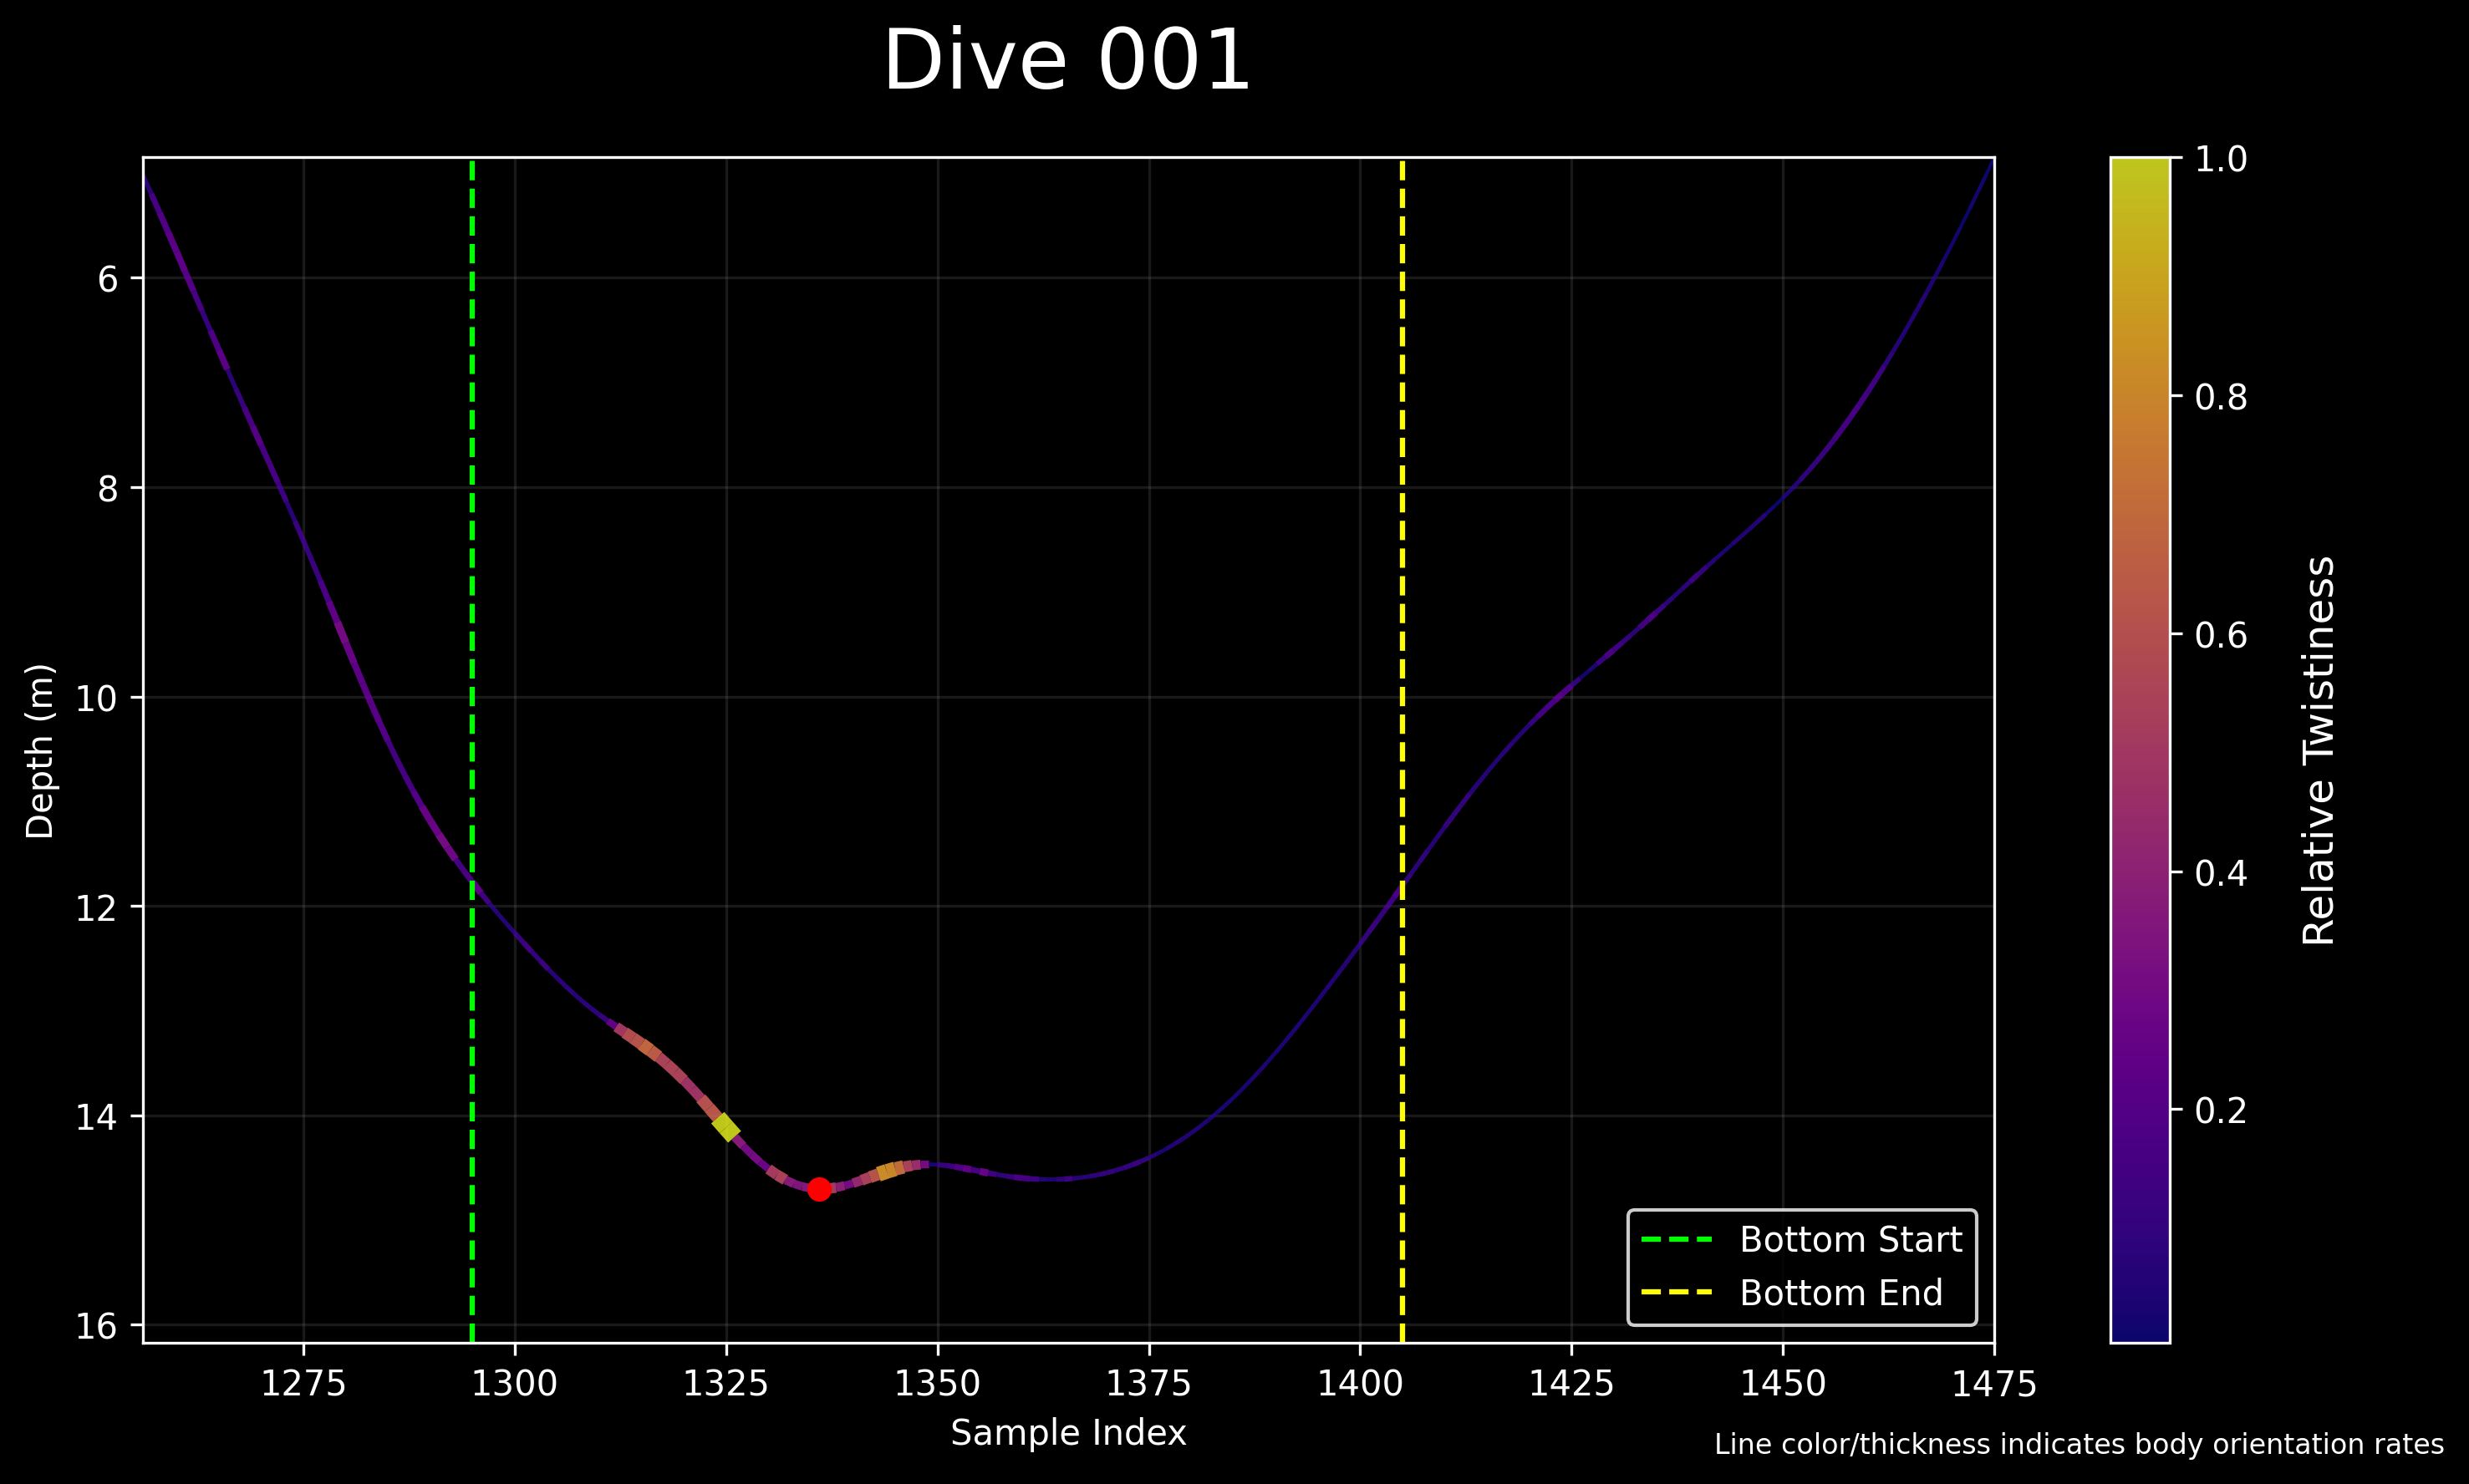 Dive 001
6
8
10
12
14
16
Depth (m)
1275
1300
1325
1350
1375
1400
1425
1450
1475
Sample Index
Bottom Start
Bottom End
1.0
0.8
0.6
0.4
0.2
Relative Twistiness
Line color/thickness indicates body orientation rates